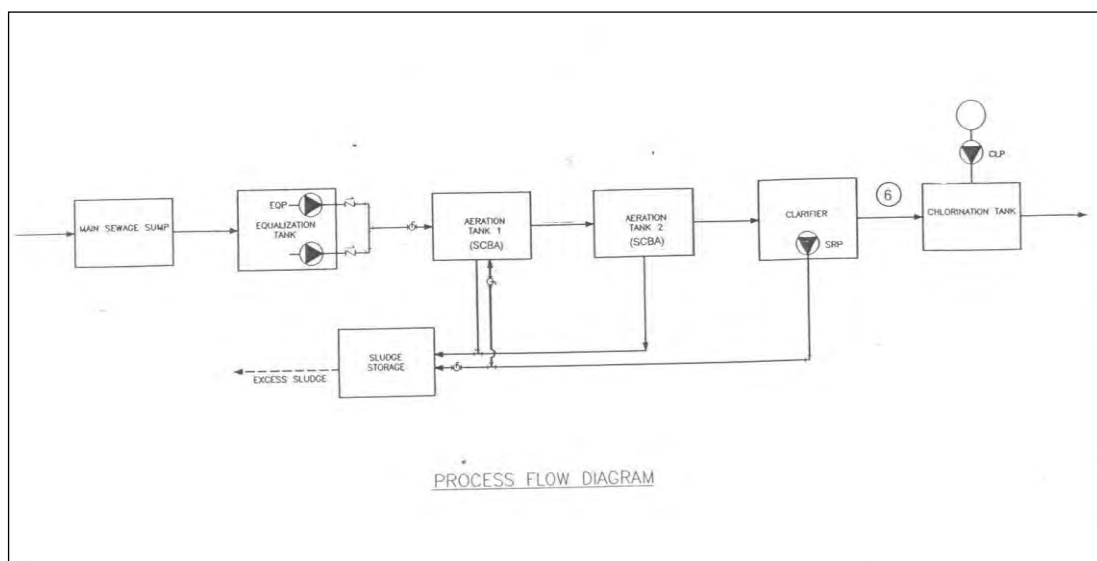 MAIN SEWAGE SUMP
EQP
EQUALIZATION
TANK
AERATION
TANK 1
(SCBA)
AERATION
TANK 2
(SCBA)
CLARIFIER
SRP
6
CLP
CHLORINATION TANK
SLUDGE
STORAGE
EXCESS SLUDGE
PROCESS FLOW DIAGRAM